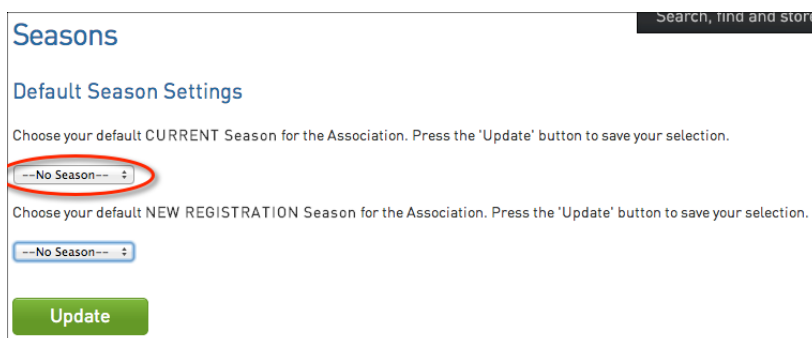 Search, find and store
Seasons
Default Season Settings
Choose your default CURRENT Season for the Association. Press the 'Update' button to save your selection.
--No Season--
Choose your default NEW REGISTRATION Season for the Association. Press the 'Update' button to save your selection.
--No Season--
Update